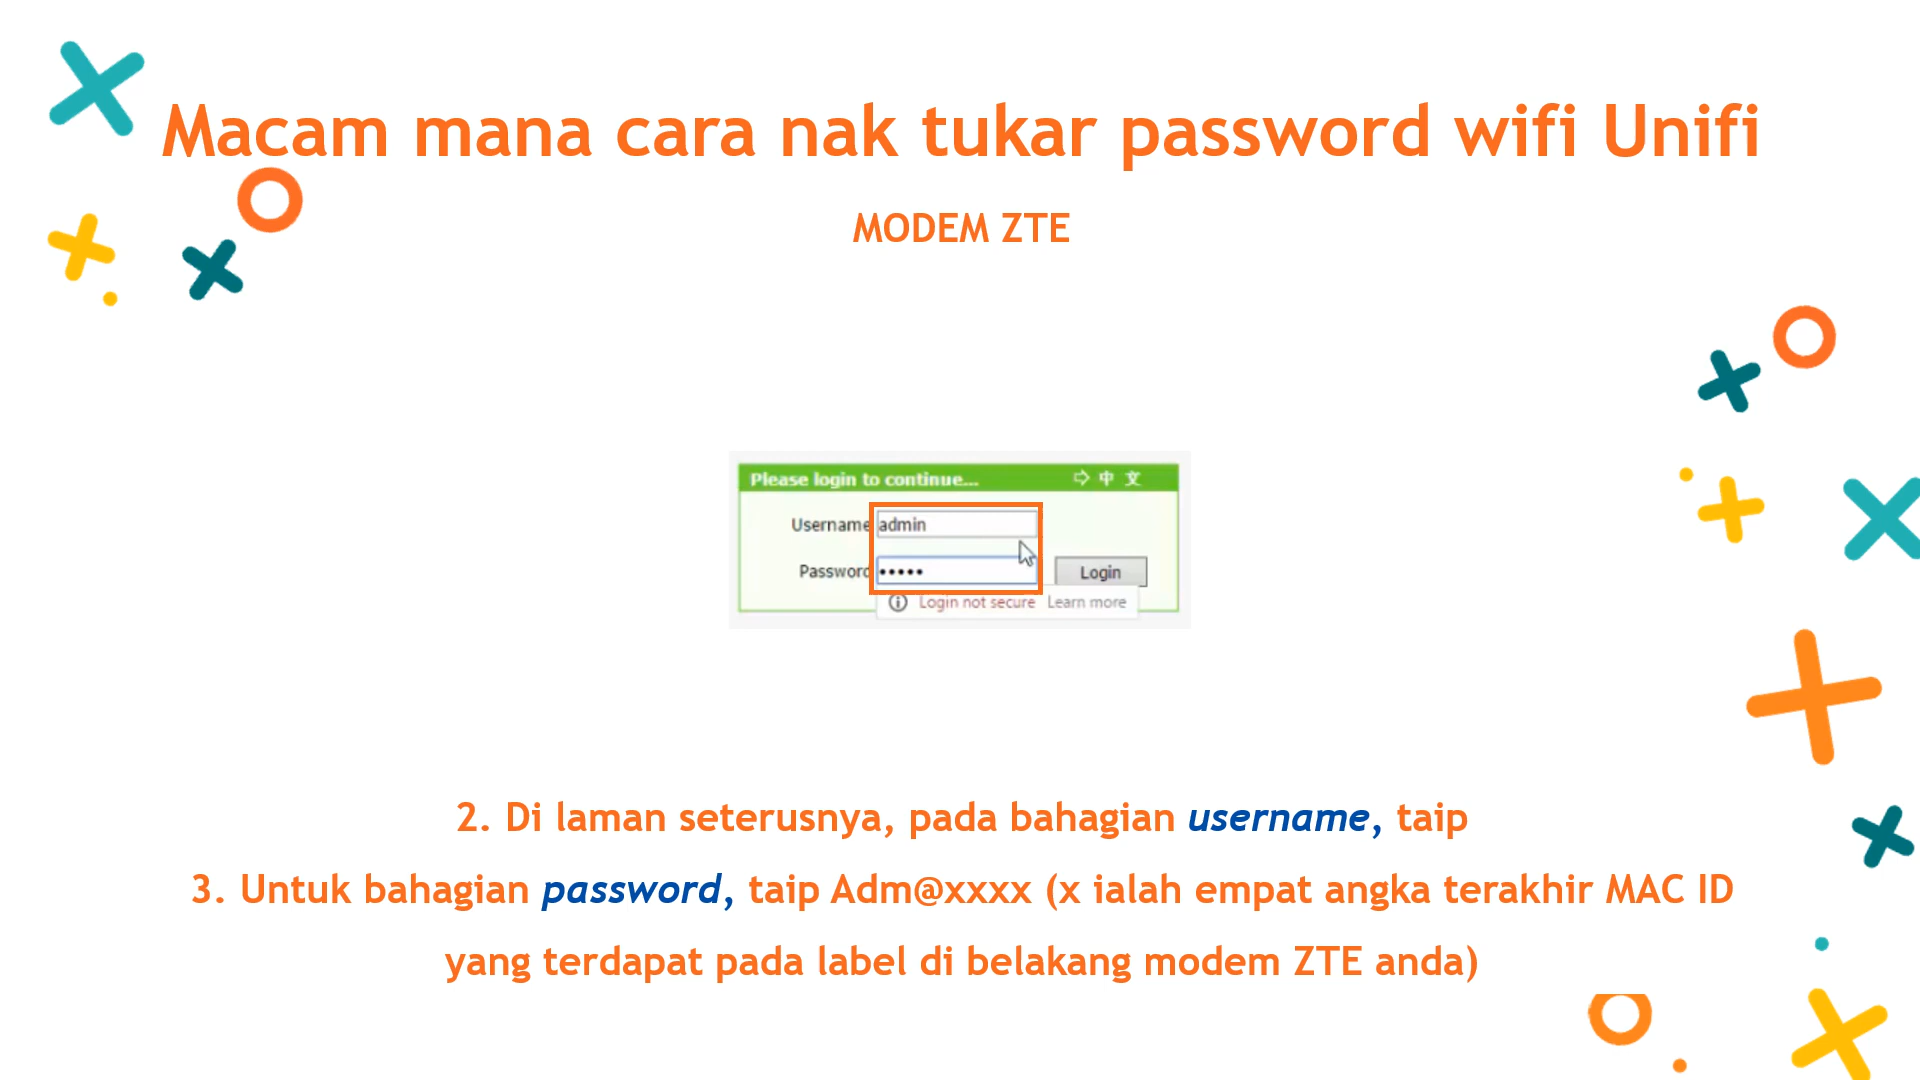 Macam mana cara nak tukar password wifi Unifi
MODEM ZTE
Please login to continue... ⇨ 中 文
Username admin
Password •••••
Login
Login not secure Learn more
2. Di laman seterusnya, pada bahagian username, taip
3. Untuk bahagian password, taip Adm@xxxx (x ialah empat angka terakhir MAC ID
yang terdapat pada label di belakang modem ZTE anda)